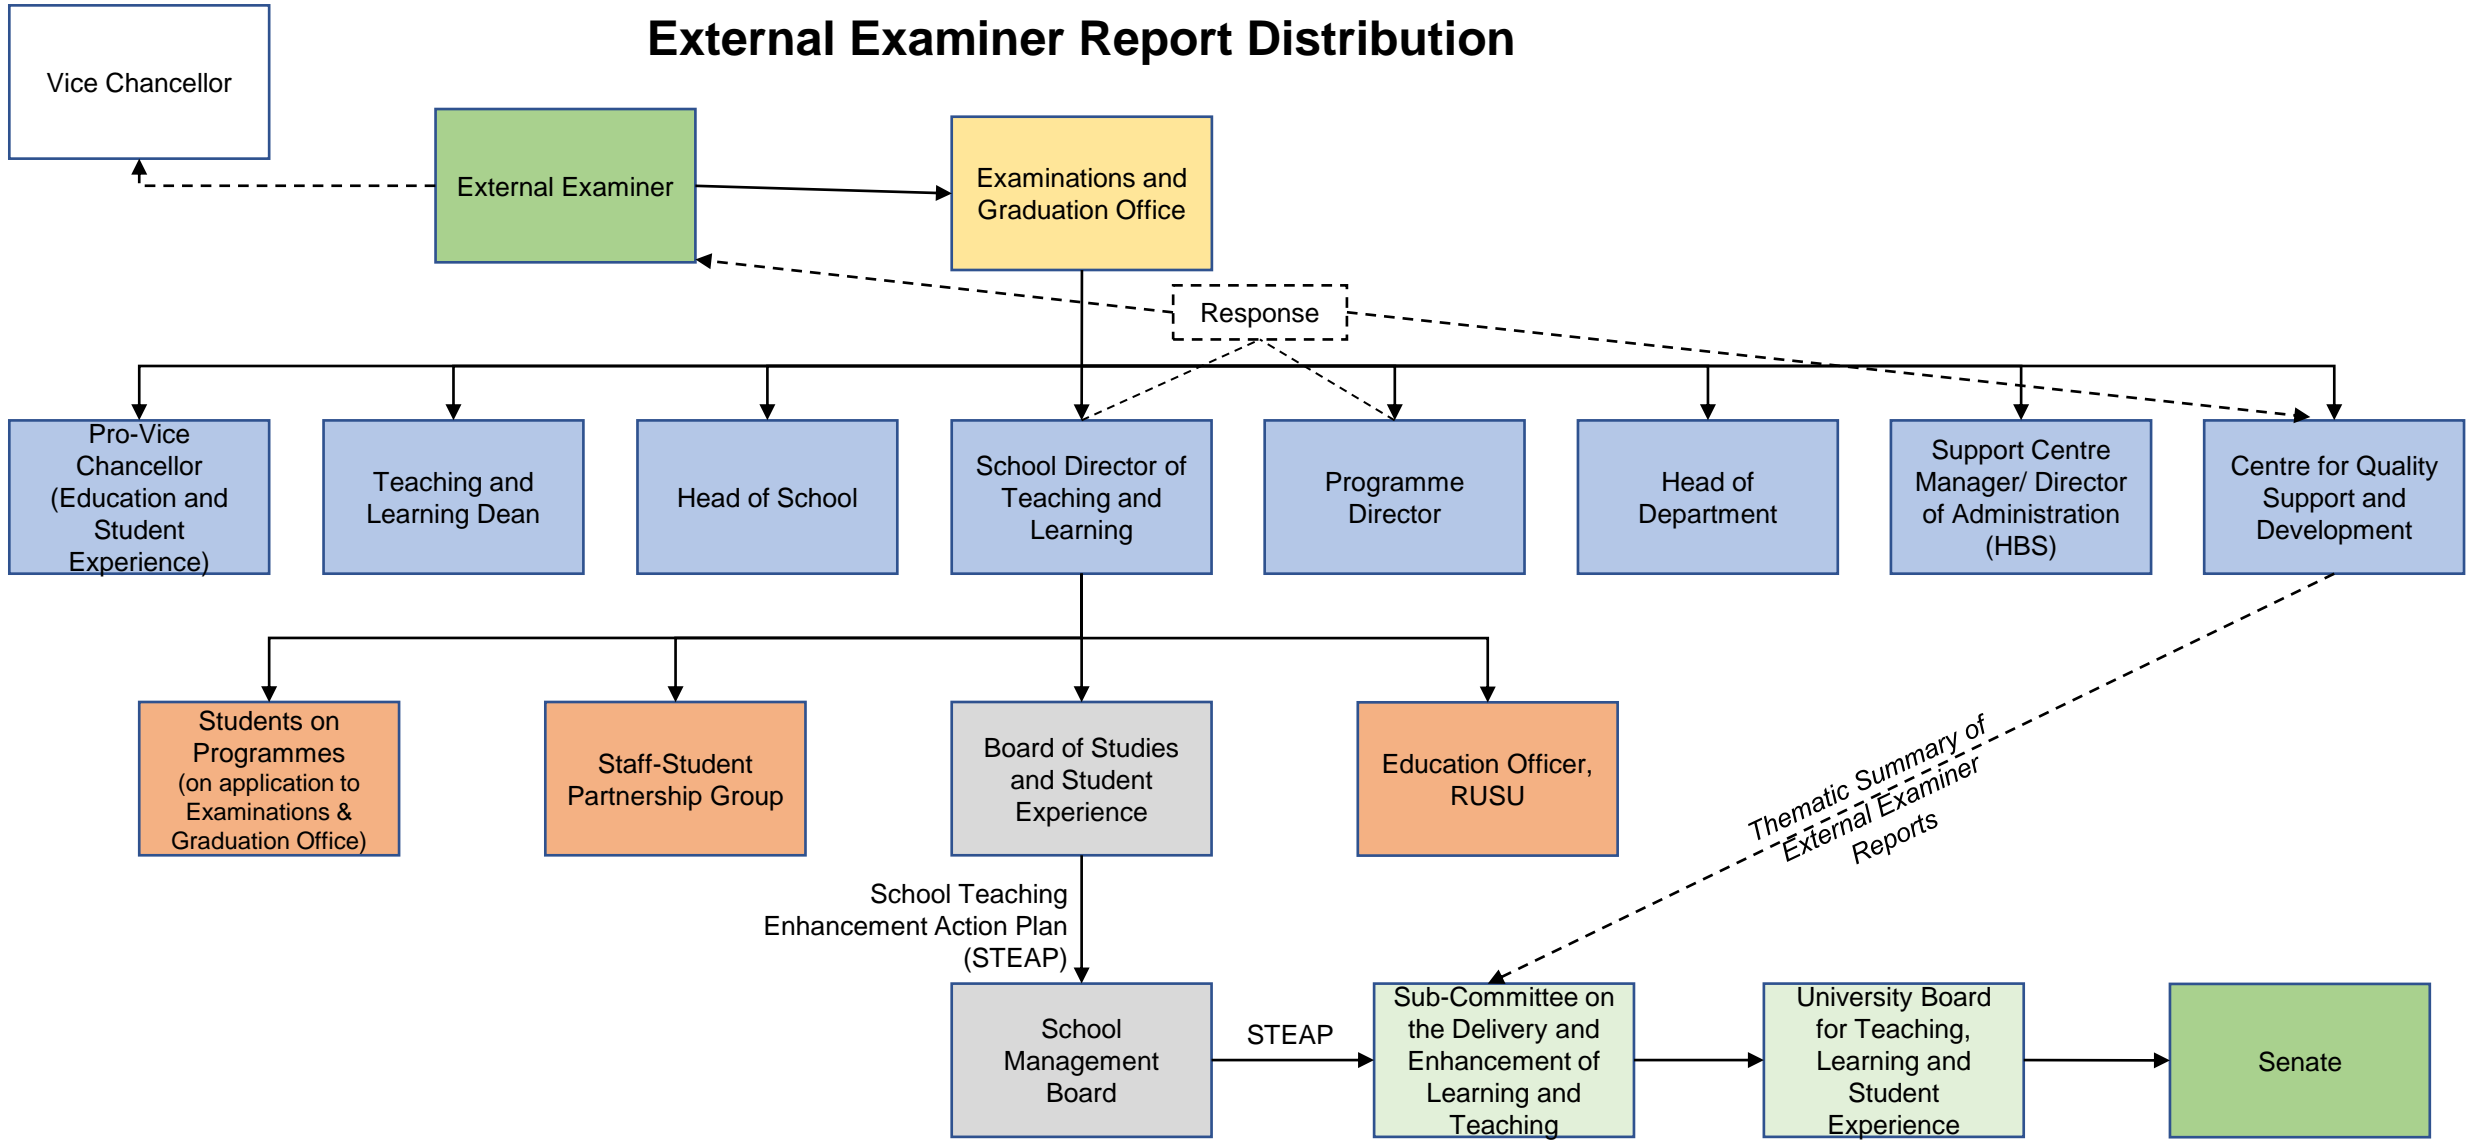 External Examiner Report Distribution
Vice Chancellor
External Examiner
Examinations and
Graduation Office
Response
Pro-Vice
Chancellor
(Education and
Student
Experience)
Teaching and
Learning Dean
Head of School
School Director of
Teaching and
Learning
Programme
Director
Head of
Department
Support Centre
Manager/ Director
of Administration
(HBS)
Centre for Quality
Support and
Development
Students on
Programmes
(on application to
Examinations &
Graduation Office)
Staff-Student
Partnership Group
Board of Studies
and Student
Experience
Education Officer,
RUSU
Thematic Summary of
External Examiner
Reports
School Teaching
Enhancement Action Plan
(STEAP)
School
Management
Board
STEAP
Sub-Committee on
the Delivery and
Enhancement of
Learning and
Teaching
University Board
for Teaching,
Learning and
Student
Experience
Senate